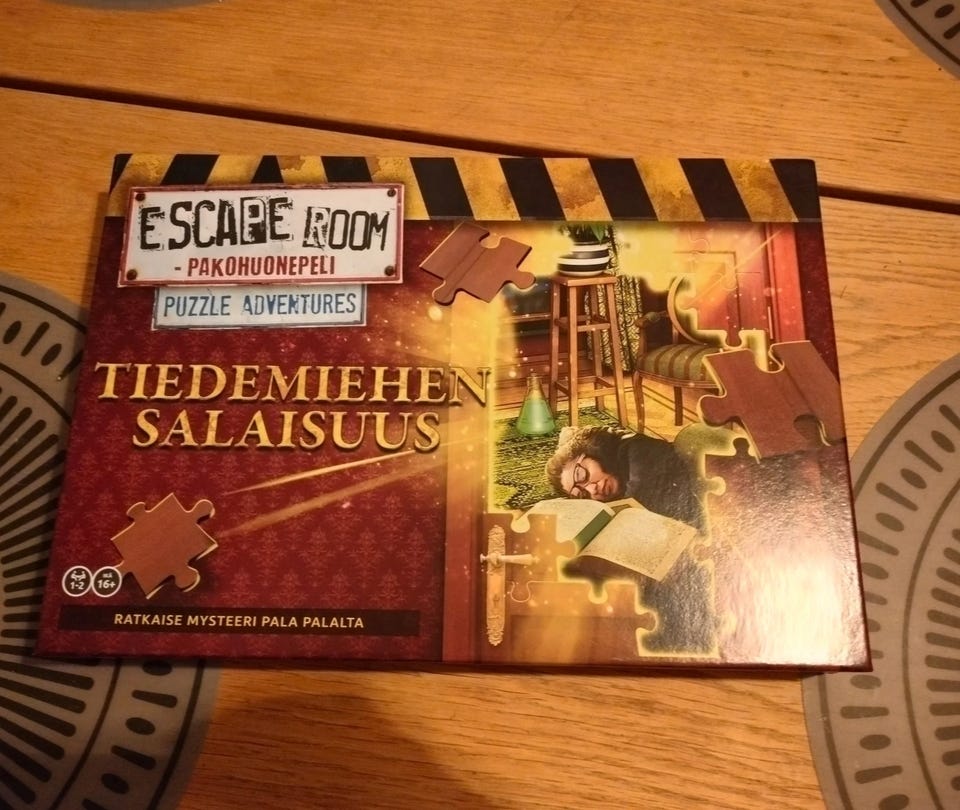 ESCAPE ROOM
- PAKOHUONEPELI
PUZZLE ADVENTURES
TIEDEMIEHEN
SALAISUUS
1-2
16+
RATKAISE MYSTEERI PALA PALALTA